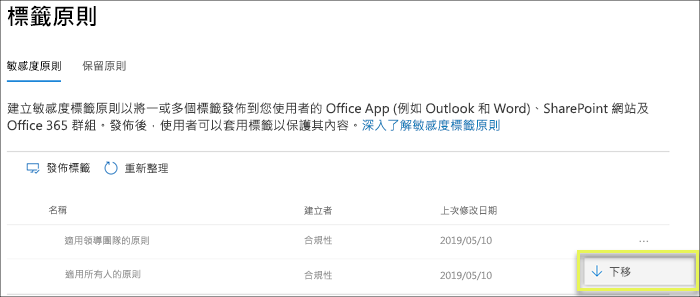 標籤原則
敏感度原則 保留原則
建立敏感度標籤原則以將一或多個標籤發佈到您使用者的 Office App (例如 Outlook 和 Word)、SharePoint 網站及
Office 365 群組。發佈後，使用者可以套用標籤以保護其內容。深入了解敏感度標籤原則
發佈標籤 重新整理
名稱 建立者 上次修改日期
適用領導團隊的原則 合規性 2019/05/10 ...
適用所有人的原則 合規性 2019/05/10 下移